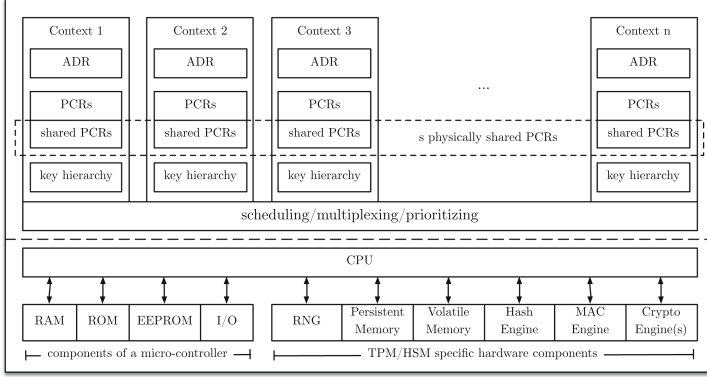 Context 1 Context 2 Context 3 Context n
ADR ADR ADR ADR
...
PCRs PCRs PCRs PCRs
shared PCRs shared PCRs shared PCRs s physically shared PCRs shared PCRs
key hierarchy key hierarchy key hierarchy key hierarchy
scheduling/multiplexing/prioritizing
CPU
RAM ROM EEPROM I/O RNG Persistent Volatile Hash MAC Crypto
Memory Memory Engine Engine Engine(s)
components of a micro-controller TPM/HSM specific hardware components